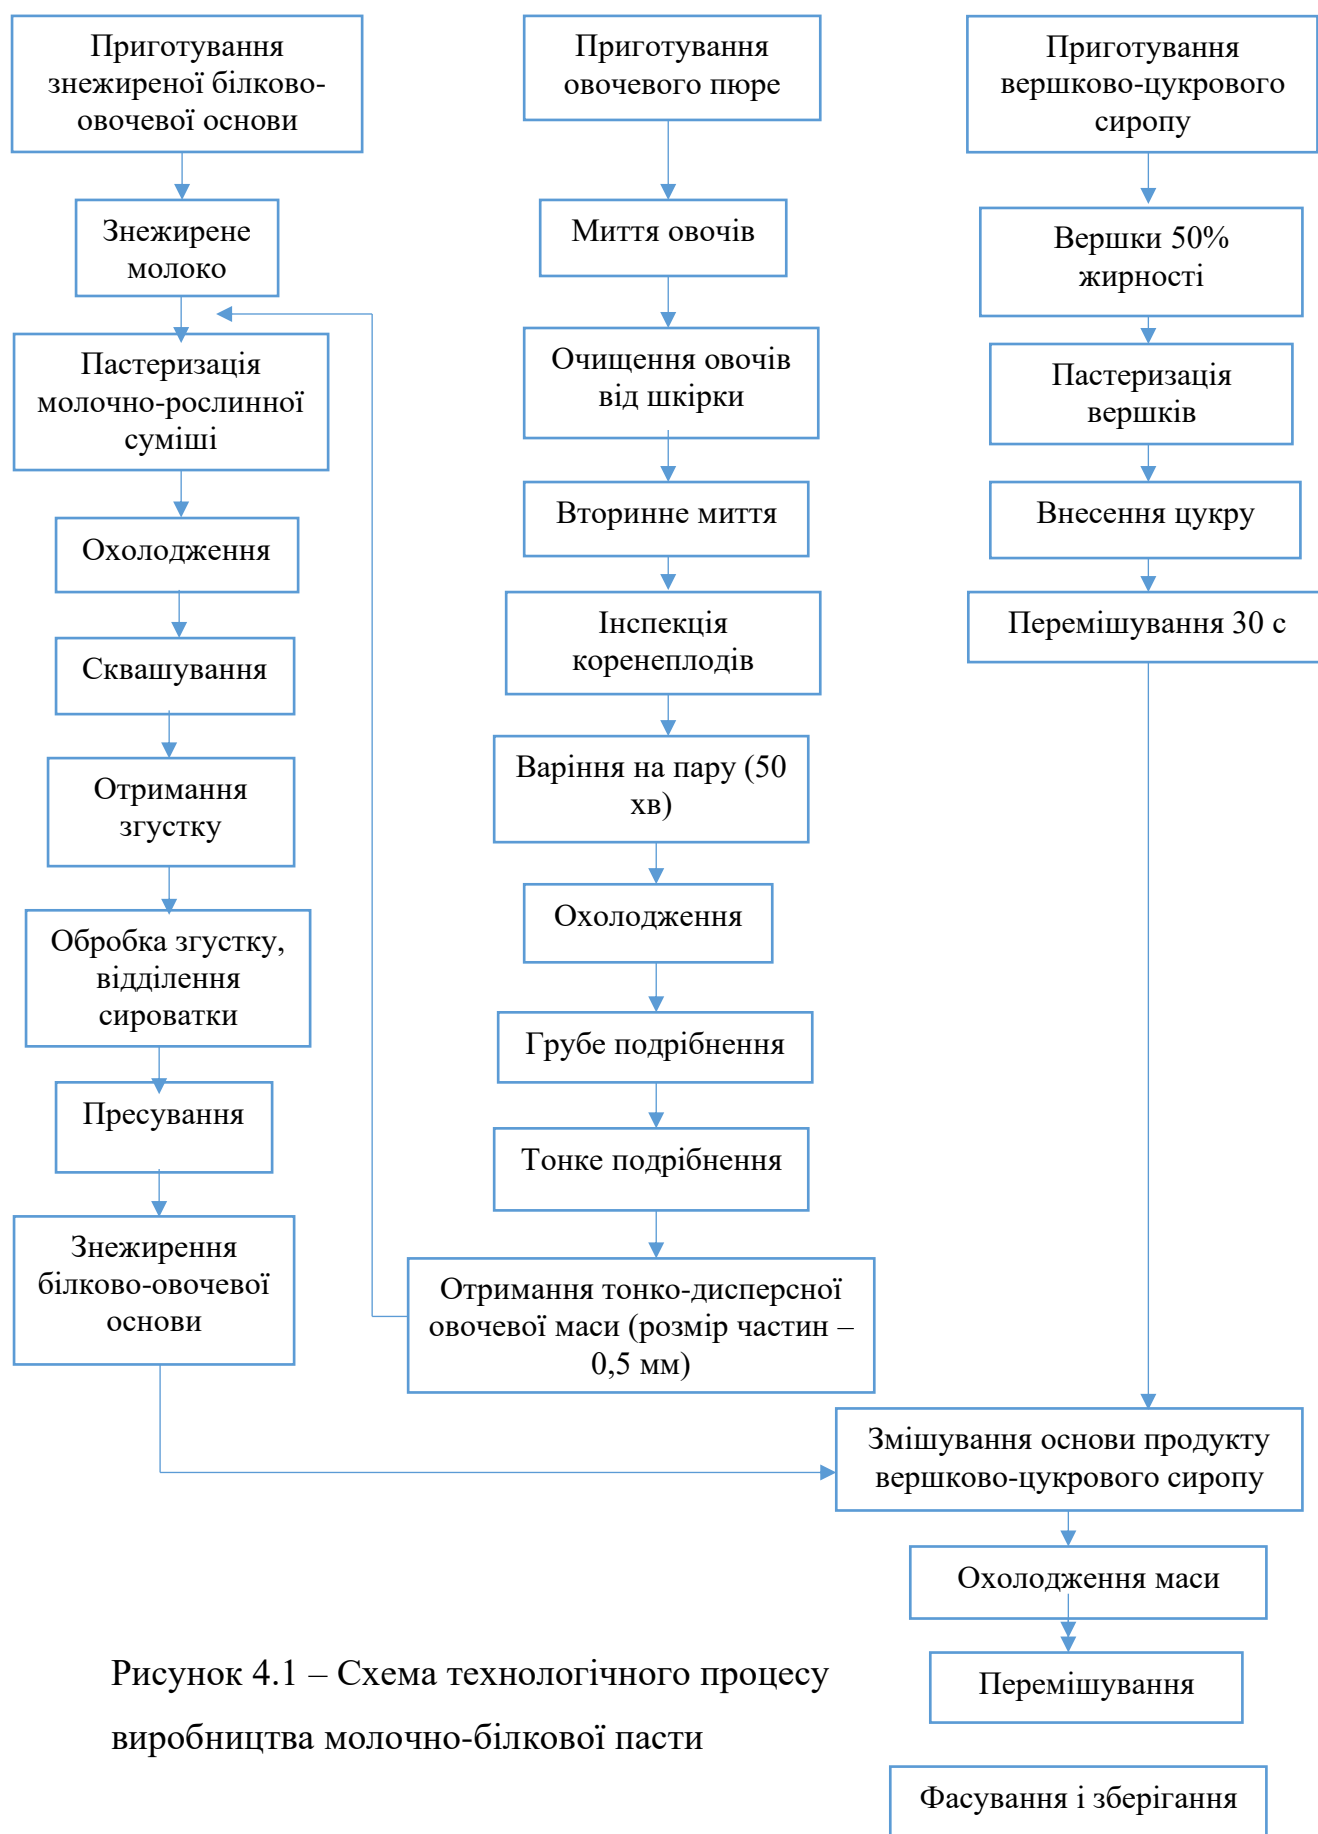 Приготування
знежиреної білково-
овочевої основи
Знежирене
молоко
Пастеризація
молочно-рослинної
суміші
Охолодження
Сквашування
Отримання
згустку
Обробка згустку,
відділення
сироватки
Пресування
Знежирення
білково-овочевої
основи
Приготування
овочевого пюре
Миття овочів
Очищення овочів
від шкірки
Вторинне миття
Інспекція
коренеплодів
Варіння на пару (50
хв)
Охолодження
Грубе подрібнення
Тонке подрібнення
Отримання тонко-дисперсної
овочевої маси (розмір частин –
0,5 мм)
Приготування
вершково-цукрового
сиропу
Вершки 50%
жирності
Пастеризація
вершків
Внесення цукру
Перемішування 30 с
Змішування основи продукту
вершково-цукрового сиропу
Охолодження маси
Перемішування
Фасування і зберігання
Рисунок 4.1 – Схема технологічного процесу
виробництва молочно-білкової пасти